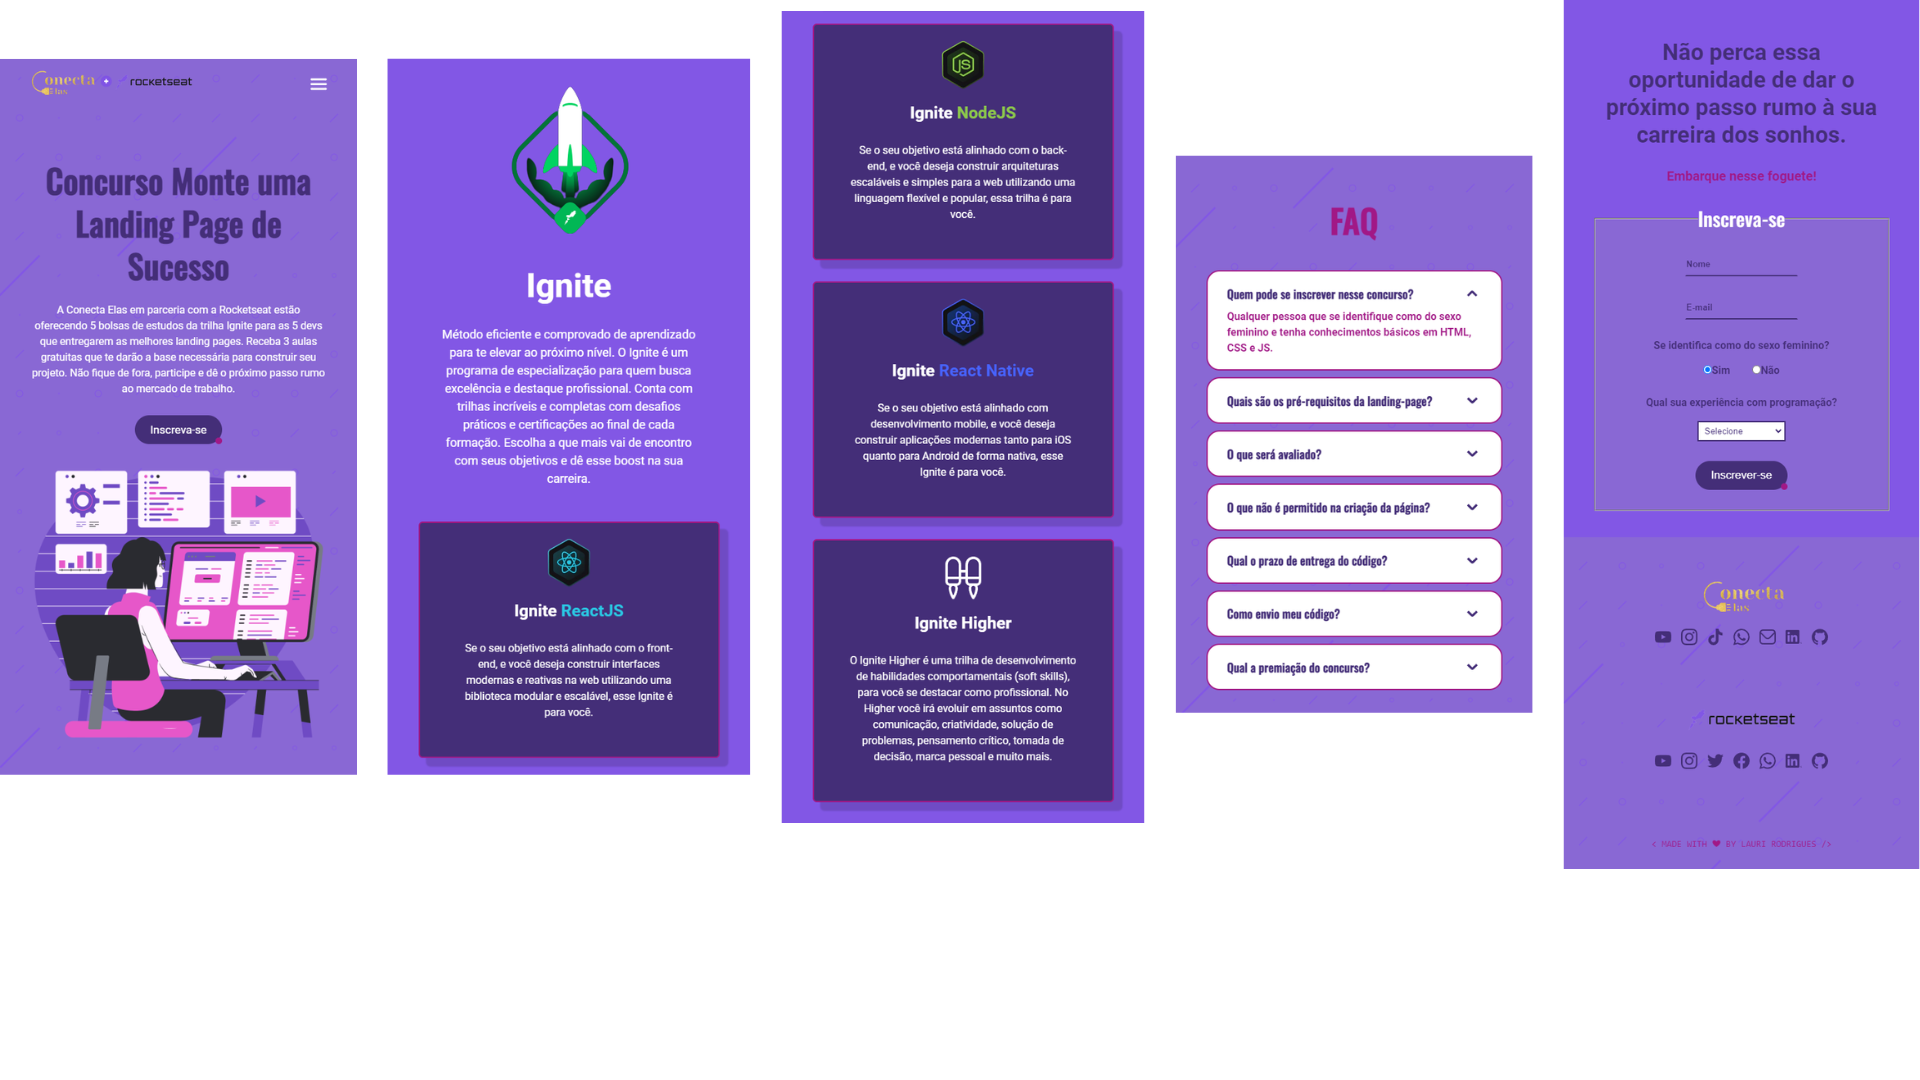 Conecta
Elas
rocketseat
Concurso Monte uma
Landing Page de
Sucesso
A Conecta Elas em parceria com a Rocketseat estão
oferecendo 5 bolsas de estudos da trilha Ignite para as 5 devs
que entregarem as melhores landing pages. Receba 3 aulas
gratuitas que te darão a base necessária para construir seu
projeto. Não fique de fora, participe e dê o próximo passo rumo
ao mercado de trabalho.
Inscreva-se
Ignite
Método eficiente e comprovado de aprendizado
para te elevar ao próximo nível. O Ignite é um
programa de especialização para quem busca
excelência e destaque profissional. Conta com
trilhas incríveis e completas com desafios
práticos e certificações ao final de cada
formação. Escolha a que mais vai de encontro
com seus objetivos e dê esse boost na sua
carreira.
Ignite ReactJS
Se o seu objetivo está alinhado com o front-
end, e você deseja construir interfaces
modernas e reativas na web utilizando uma
biblioteca modular e escalável, esse Ignite é
para você.
JS
Ignite NodeJS
Se o seu objetivo está alinhado com o back-
end, e você deseja construir arquiteturas
escaláveis e simples para a web utilizando uma
linguagem flexível e popular, essa trilha é para
você.
Ignite React Native
Se o seu objetivo está alinhado com
desenvolvimento mobile, e você deseja
construir aplicações modernas tanto para iOS
quanto para Android de forma nativa, esse
Ignite é para você.
Ignite Higher
O Ignite Higher é uma trilha de desenvolvimento
de habilidades comportamentais (soft skills),
para você se destacar como profissional. No
Higher você irá evoluir em assuntos como
comunicação, criatividade, solução de
problemas, pensamento crítico, tomada de
decisão, marca pessoal e muito mais.
FAQ
Quem pode se inscrever nesse concurso?
Qualquer pessoa que se identifique como do sexo
feminino e tenha conhecimentos básicos em HTML,
CSS e JS.
Quais são os pré-requisitos da landing-page?
O que será avaliado?
O que não é permitido na criação da página?
Qual o prazo de entrega do código?
Como envio meu código?
Qual a premiação do concurso?
Não perca essa
oportunidade de dar o
próximo passo rumo à sua
carreira dos sonhos.
Embarque nesse foguete!
Inscreva-se
Nome
E-mail
Se identifica como do sexo feminino?
Sim Não
Qual sua experiência com programação?
Selecione
Inscrever-se
Conecta
Elas
rocketseat
< MADE WITH ♥ BY LAURI RODRIGUES />